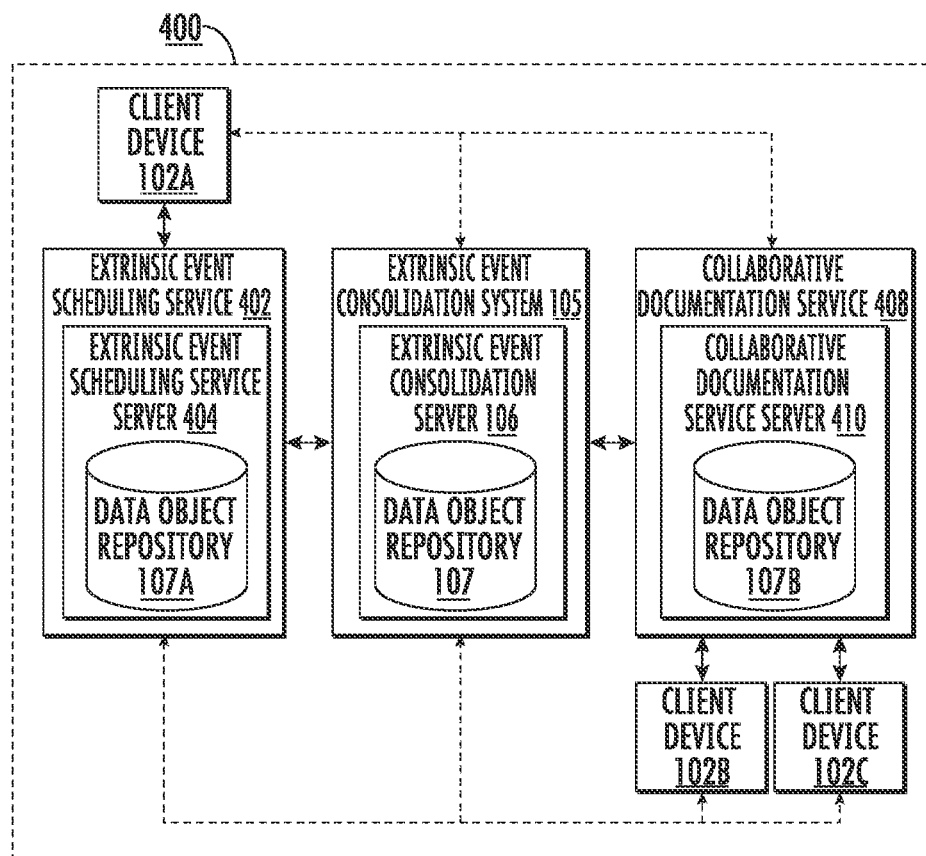 400
CLIENT
DEVICE
102A
EXTRINSIC EVENT
SCHEDULING SERVICE 402
EXTRINSIC EVENT
SCHEDULING SERVICE
SERVER 404
DATA OBJECT
REPOSITORY
107A
EXTRINSIC EVENT
CONSOLIDATION SYSTEM 105
EXTRINSIC EVENT
CONSOLIDATION
SERVER 106
DATA OBJECT
REPOSITORY
107
COLLABORATIVE
DOCUMENTATION SERVICE 408
COLLABORATIVE
DOCUMENTATION
SERVICE SERVER 410
DATA OBJECT
REPOSITORY
107B
CLIENT
DEVICE
102B
CLIENT
DEVICE
102C